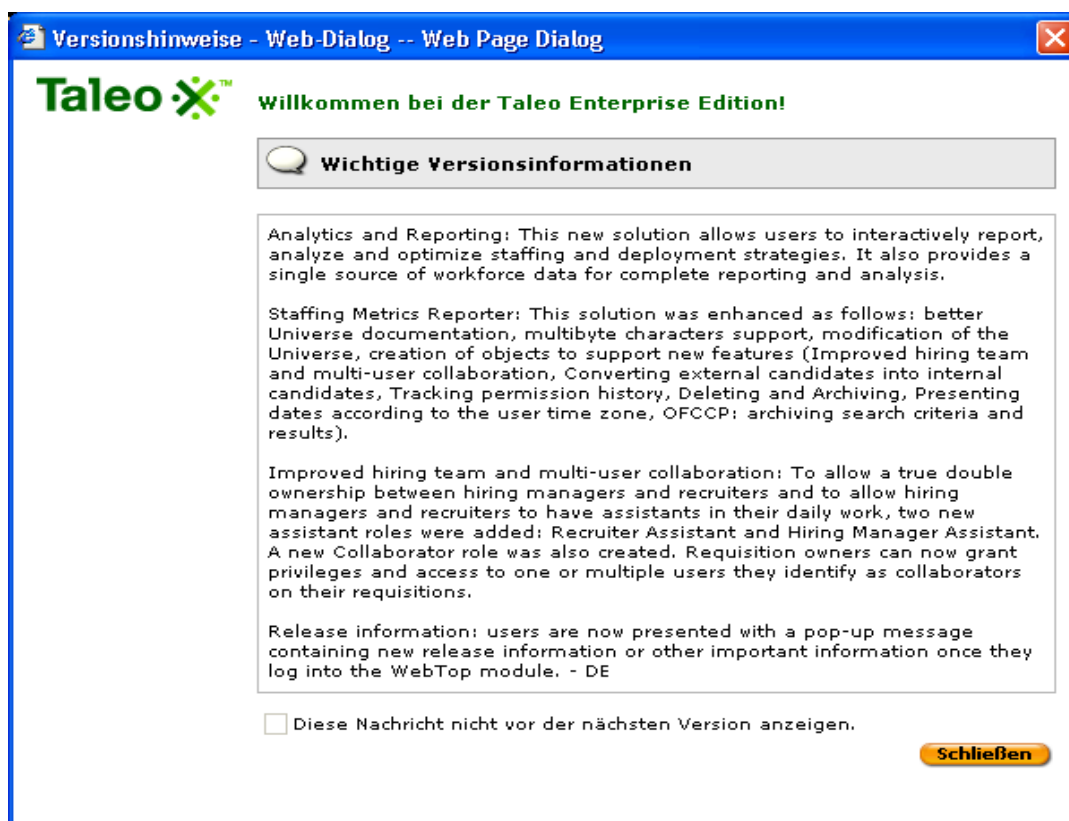 Versionshinweise - Web-Dialog -- Web Page Dialog
Taleo ™
Willkommen bei der Taleo Enterprise Edition!
Wichtige Versionsinformationen
Analytics and Reporting: This new solution allows users to interactively report,
analyze and optimize staffing and deployment strategies. It also provides a
single source of workforce data for complete reporting and analysis.
Staffing Metrics Reporter: This solution was enhanced as follows: better
Universe documentation, multibyte characters support, modification of the
Universe, creation of objects to support new features (Improved hiring team
and multi-user collaboration, Converting external candidates into internal
candidates, Tracking permission history, Deleting and Archiving, Presenting
dates according to the user time zone, OFCCP: archiving search criteria and
results).
Improved hiring team and multi-user collaboration: To allow a true double
ownership between hiring managers and recruiters and to allow hiring
managers and recruiters to have assistants in their daily work, two new
assistant roles were added: Recruiter Assistant and Hiring Manager Assistant.
A new Collaborator role was also created. Requisition owners can now grant
privileges and access to one or multiple users they identify as collaborators
on their requisitions.
Release information: users are now presented with a pop-up message
containing new release information or other important information once they
log into the WebTop module. - DE
Diese Nachricht nicht vor der nächsten Version anzeigen.
Schließen